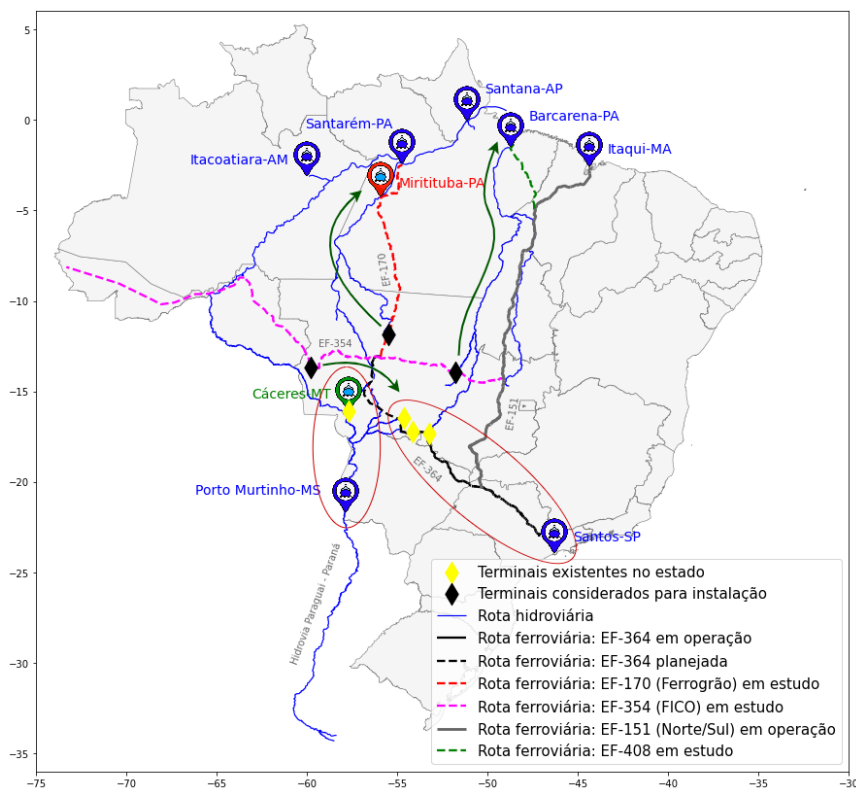 5
0
−5
−10
−15
−20
−25
−30
−35
−75
−70
−65
−60
−55
−50
−45
−40
−35
−30
Santana-AP
Barcarena-PA
Santarém-PA
Itaqui-MA
Itacoatiara-AM
Miritituba-PA
EF-170
EF-354
Cáceres-MT
EF-151
EF-364
Porto Murtinho-MS
Santos-SP
Hidrovia Paraguai - Paraná
Terminais existentes no estado
Terminais considerados para instalação
Rota hidroviária
Rota ferroviária: EF-364 em operação
Rota ferroviária: EF-364 planejada
Rota ferroviária: EF-170 (Ferrogrão) em estudo
Rota ferroviária: EF-354 (FICO) em estudo
Rota ferroviária: EF-151 (Norte/Sul) em operação
Rota ferroviária: EF-408 em estudo